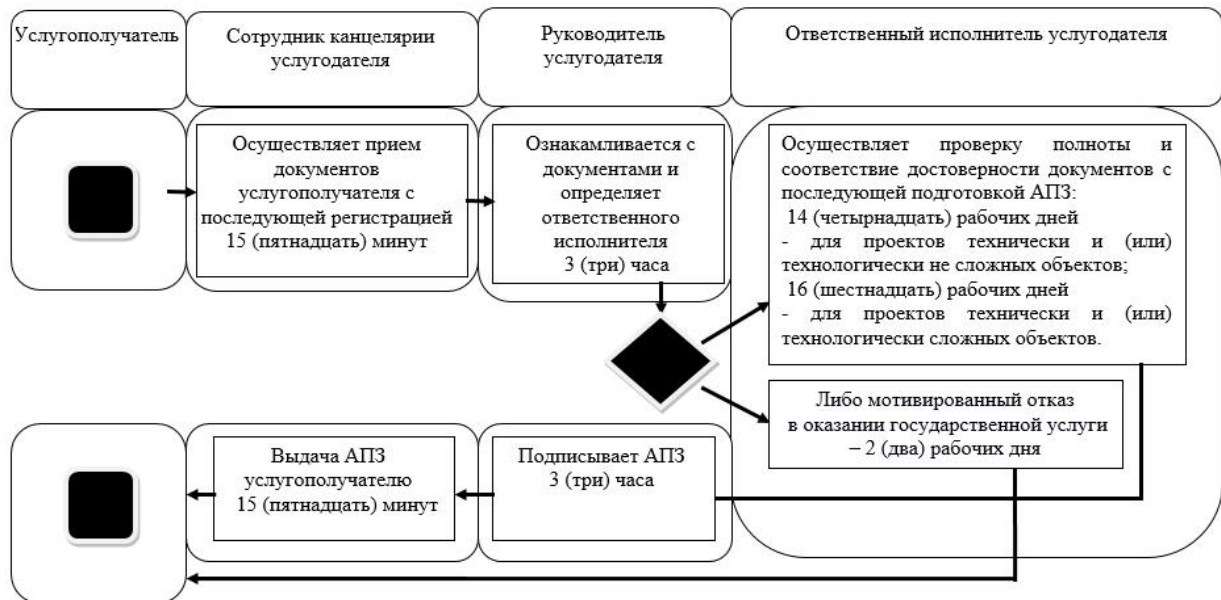 Услугополучатель
Сотрудник канцелярии
услугодателя
Руководитель
услугодателя
Ответственный исполнитель услугодателя
Осуществляет прием
документов
услугополучателя с
последующей регистрацией
15 (пятнадцать) минут
Ознакамливается с
документами и
определяет
ответственного
исполнителя
3 (три) часа
Осуществляет проверку полноты и
соответствие достоверности документов с
последующей подготовкой АПЗ:
14 (четырнадцать) рабочих дней
- для проектов технически и (или)
технологически не сложных объектов;
16 (шестнадцать) рабочих дней
- для проектов технически и (или)
технологически сложных объектов.
Либо мотивированный отказ
в оказании государственной услуги
– 2 (два) рабочих дня
Выдача АПЗ
услугополучателю
15 (пятнадцать) минут
Подписывает АПЗ
3 (три) часа